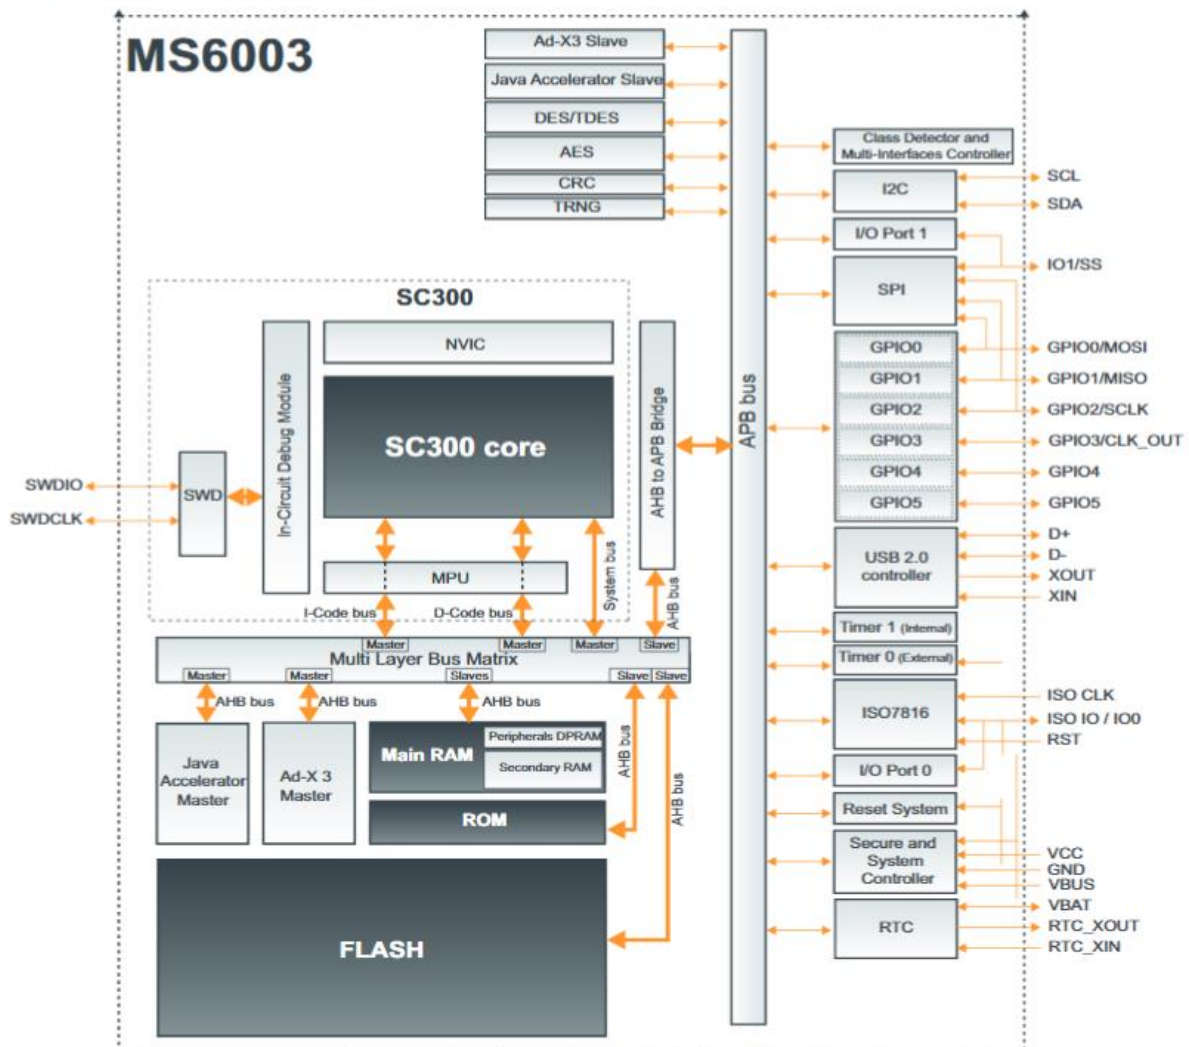 MS6003
Ad-X3 Slave
Java Accelerator Slave
DES/TDES
AES
CRC
TRNG
APB bus
Class Detector and
Multi-Interfaces Controller
I2C
SCL
SDA
I/O Port 1
SPI
IO1/SS
GPIO0
GPIO0/MOSI
GPIO1
GPIO1/MISO
GPIO2
GPIO2/SCLK
GPIO3
GPIO3/CLK_OUT
GPIO4
GPIO4
GPIO5
GPIO5
USB 2.0
controller
D+
D-
XOUT
XIN
Timer 1 (Internal)
Timer 0 (External)
ISO7816
ISO CLK
ISO IO / IO0
RST
I/O Port 0
Reset System
Secure and
System
Controller
VCC
GND
VBUS
RTC
VBAT
RTC_XOUT
RTC_XIN
SC300
NVIC
SC300 core
In-Circuit Debug Module
SWD
SWDIO
SWDCLK
MPU
AHB to APB Bridge
I-Code bus
D-Code bus
System bus
AHB bus
Master
Master
Master
Slave
Multi Layer Bus Matrix
Master
Master
Slaves
Slave
Slave
AHB bus
AHB bus
AHB bus
AHB bus
AHB bus
Java
Accelerator
Master
Ad-X 3
Master
Main RAM
Peripherals DPRAM
Secondary RAM
ROM
FLASH